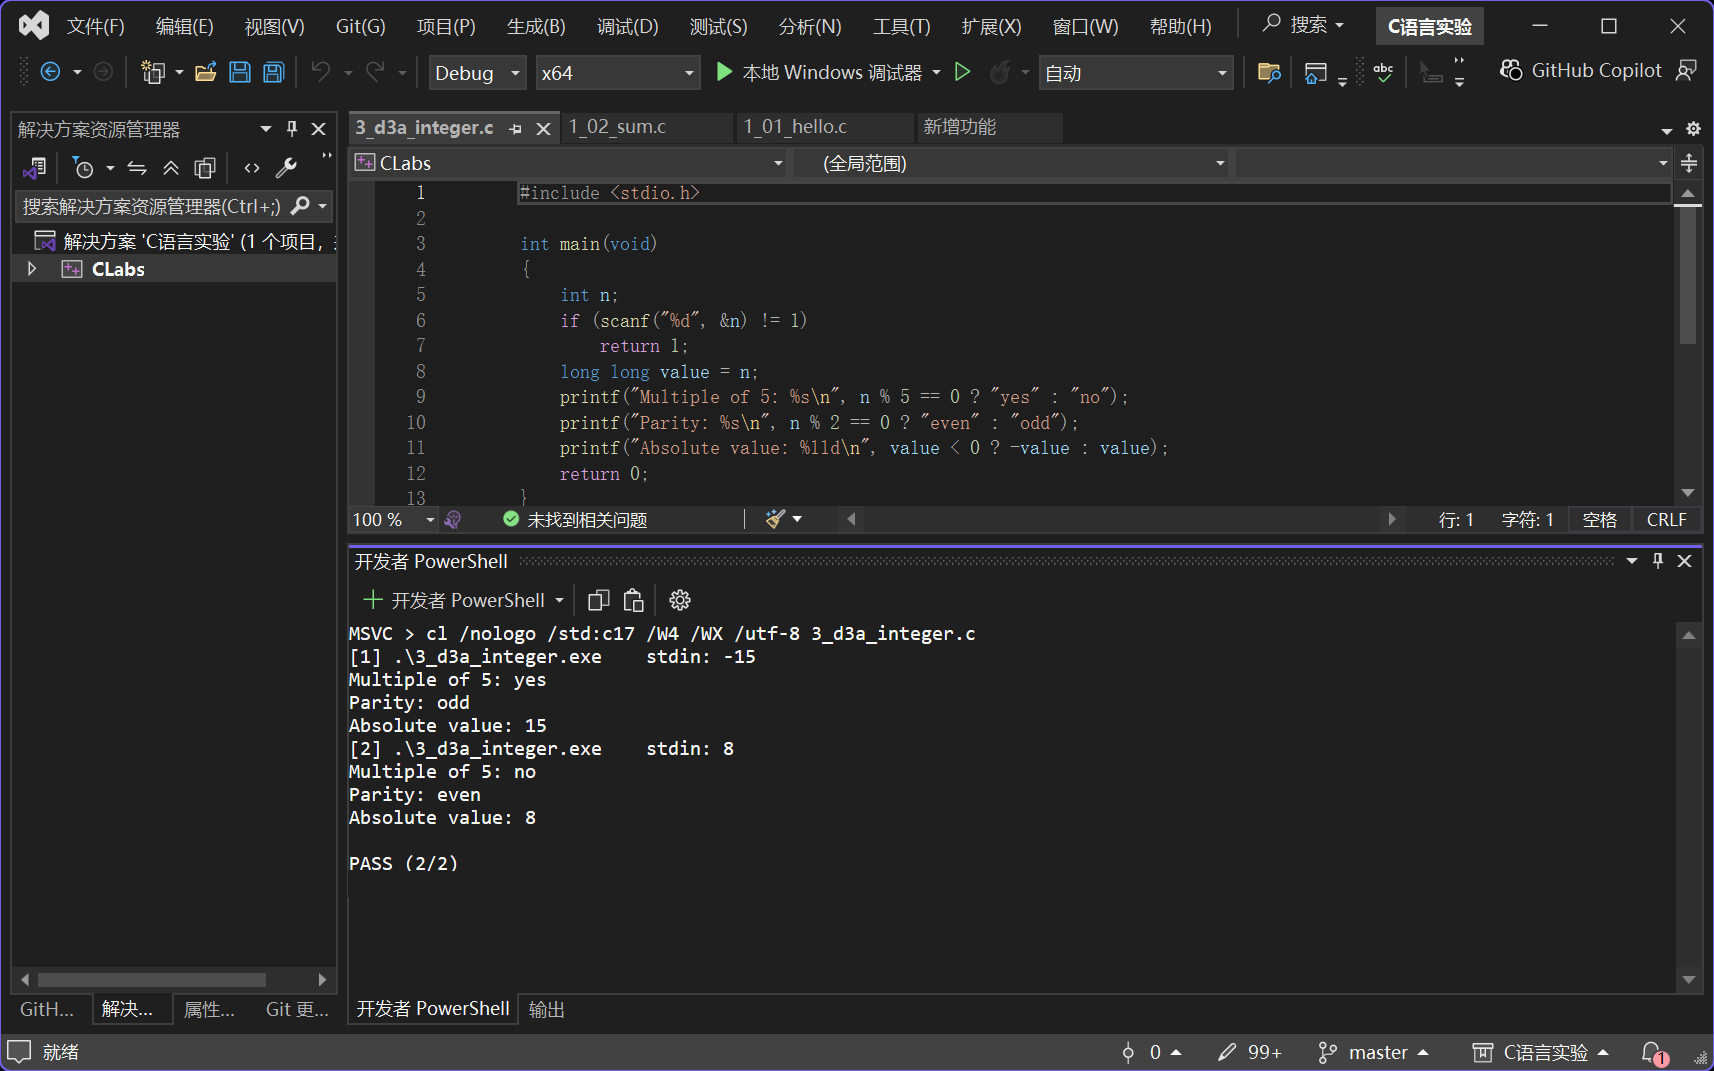 文件(F) 编辑(E) 视图(V) Git(G) 项目(P) 生成(B) 调试(D) 测试(S) 分析(N) 工具(T) 扩展(X) 窗口(W) 帮助(H) 搜索 C语言实验
Debug x64 本地 Windows 调试器 自动 abc GitHub Copilot
解决方案资源管理器
搜索解决方案资源管理器(Ctrl+;)
解决方案 'C语言实验' (1 个项目,
CLabs
GitH... 解决... 属性... Git 更...
3_d3a_integer.c 1_02_sum.c 1_01_hello.c 新增功能
CLabs (全局范围)
1 #include <stdio.h>
2
3 int main(void)
4 {
5 int n;
6 if (scanf("%d", &n) != 1)
7 return 1;
8 long long value = n;
9 printf("Multiple of 5: %s\n", n % 5 == 0 ? "yes" : "no");
10 printf("Parity: %s\n", n % 2 == 0 ? "even" : "odd");
11 printf("Absolute value: %lld\n", value < 0 ? -value : value);
12 return 0;
13 }
100 % 未找到相关问题 行: 1 字符: 1 空格 CRLF
开发者 PowerShell
开发者 PowerShell
MSVC > cl /nologo /std:c17 /W4 /WX /utf-8 3_d3a_integer.c
[1] .\3_d3a_integer.exe stdin: -15
Multiple of 5: yes
Parity: odd
Absolute value: 15
[2] .\3_d3a_integer.exe stdin: 8
Multiple of 5: no
Parity: even
Absolute value: 8
PASS (2/2)
开发者 PowerShell 输出
就绪 0 99+ master C语言实验 1